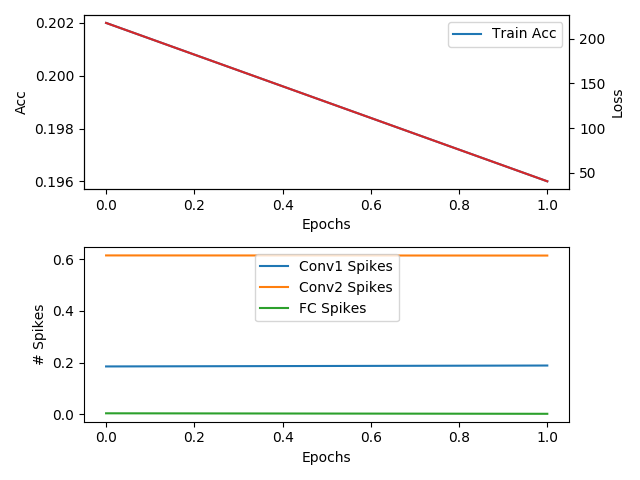 0.202
0.200
0.198
0.196
Acc
Train Acc
200
150
100
50
Loss
0.0 0.2 0.4 0.6 0.8 1.0
Epochs
0.6
0.4
0.2
0.0
# Spikes
Conv1 Spikes
Conv2 Spikes
FC Spikes
0.0 0.2 0.4 0.6 0.8 1.0
Epochs